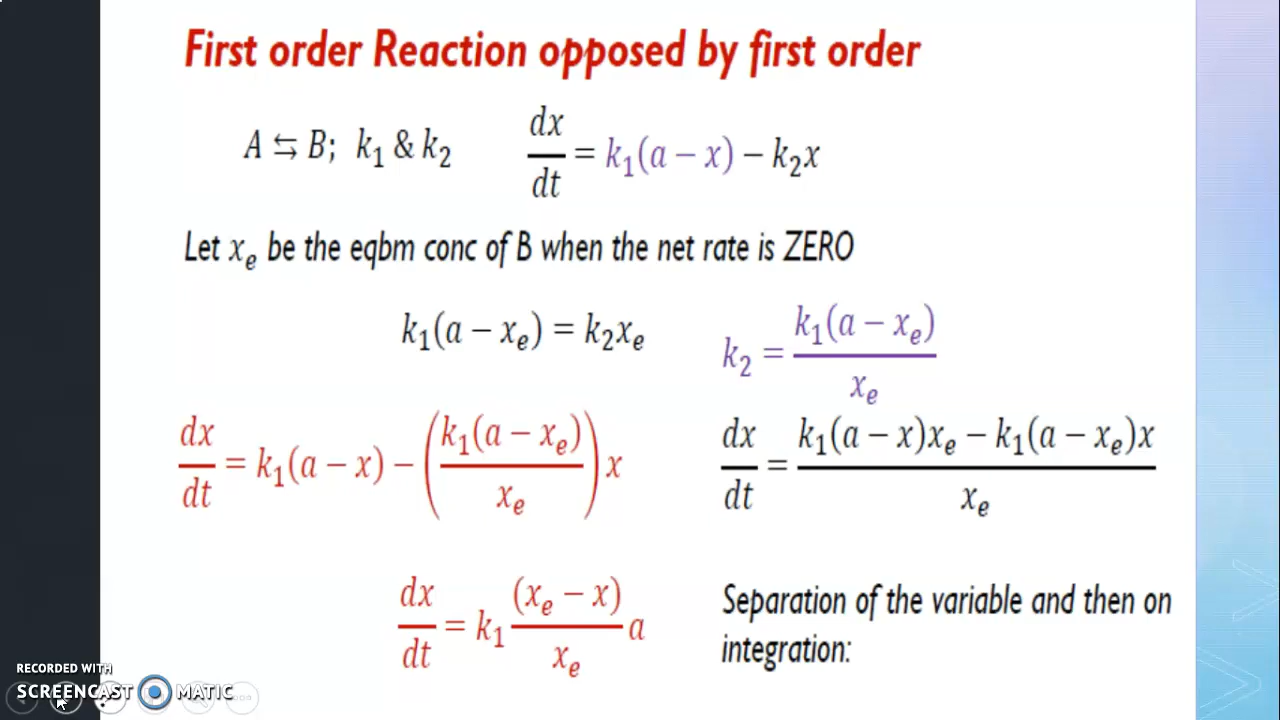 First order Reaction opposed by first order
A ⇆ B; k₁ & k₂
dx/dt = k₁(a − x) − k₂x
Let xₑ be the eqbm conc of B when the net rate is ZERO
k₁(a − xₑ) = k₂xₑ
k₂ = k₁(a − xₑ)/xₑ
dx/dt = k₁(a − x) − (k₁(a − xₑ)/xₑ) x
dx/dt = k₁(a − x)xₑ − k₁(a − xₑ)x/xₑ
dx/dt = k₁ (xₑ − x)/xₑ a
Separation of the variable and then on
integration:
RECORDED WITH
SCREENCAST MATIC